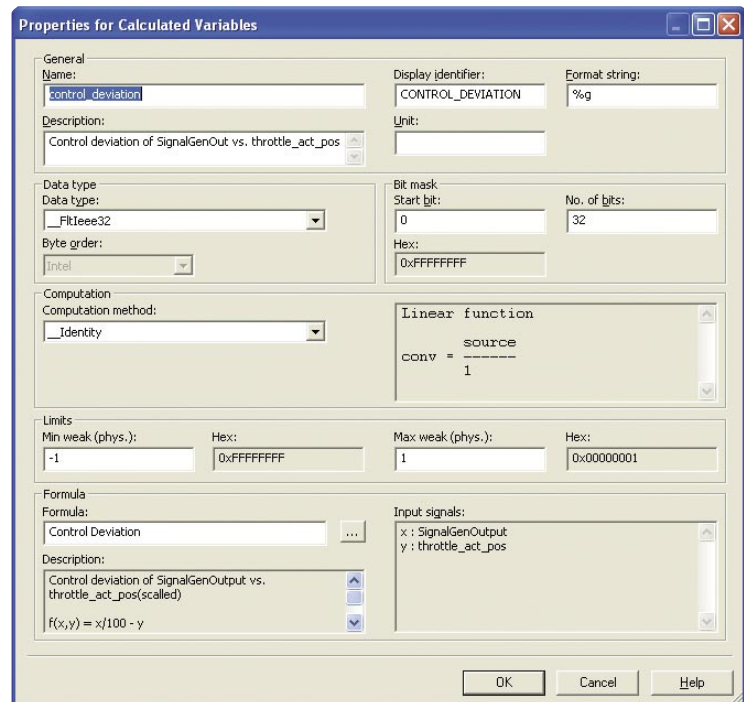 Properties for Calculated Variables
General
Name:
control_deviation
Display identifier:
CONTROL_DEVIATION
Format string:
%g
Description:
Control deviation of SignalGenOut vs. throttle_act_pos
Unit:
Data type
Data type:
__FltIeee32
Byte order:
Intel
Bit mask
Start bit:
0
No. of bits:
32
Hex:
0xFFFFFFFF
Computation
Computation method:
__Identity
Linear function
source
conv = ------
1
Limits
Min weak (phys.):
-1
Hex:
0xFFFFFFFF
Max weak (phys.):
1
Hex:
0x00000001
Formula
Formula:
Control Deviation
...
Description:
Control deviation of SignalGenOutput vs.
throttle_act_pos(scalled)
f(x,y) = x/100 - y
Input signals:
x : SignalGenOutput
y : throttle_act_pos
OK
Cancel
Help